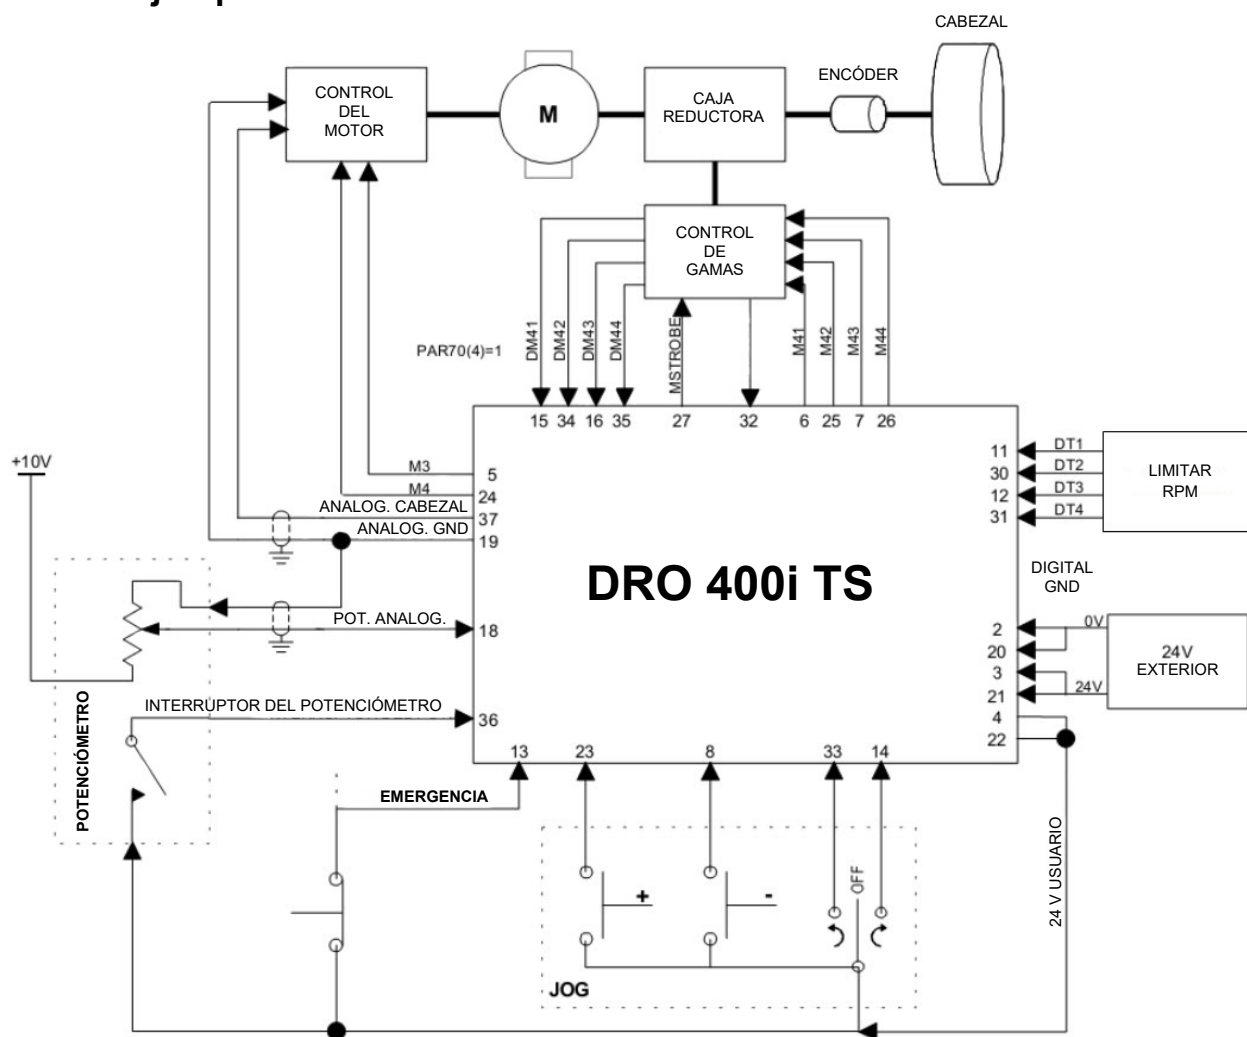 CABEZAL
ENCÓDER
CONTROL
DEL
MOTOR
M
CAJA
REDUCTORA
CONTROL
DE
GAMAS
PAR70(4)=1
DM41
DM42
DM43
DM44
MSTROBE
M41
M42
M43
M44
15 34 16 35 27 32 6 25 7 26
+10V
M3
5
M4
24
ANALOG. CABEZAL
37
ANALOG. GND
19
11
DT1
30
DT2
12
DT3
31
DT4
LIMITAR
RPM
DRO 400i TS
DIGITAL
GND
POT. ANALOG.
18
2
0V
20
3
21
24V
4
22
24V
EXTERIOR
POTENCIÓMETRO
INTERRUPTOR DEL POTENCIÓMETRO
36
13 23 8 33 14
EMERGENCIA
24 V USUARIO
+
-
OFF
JOG